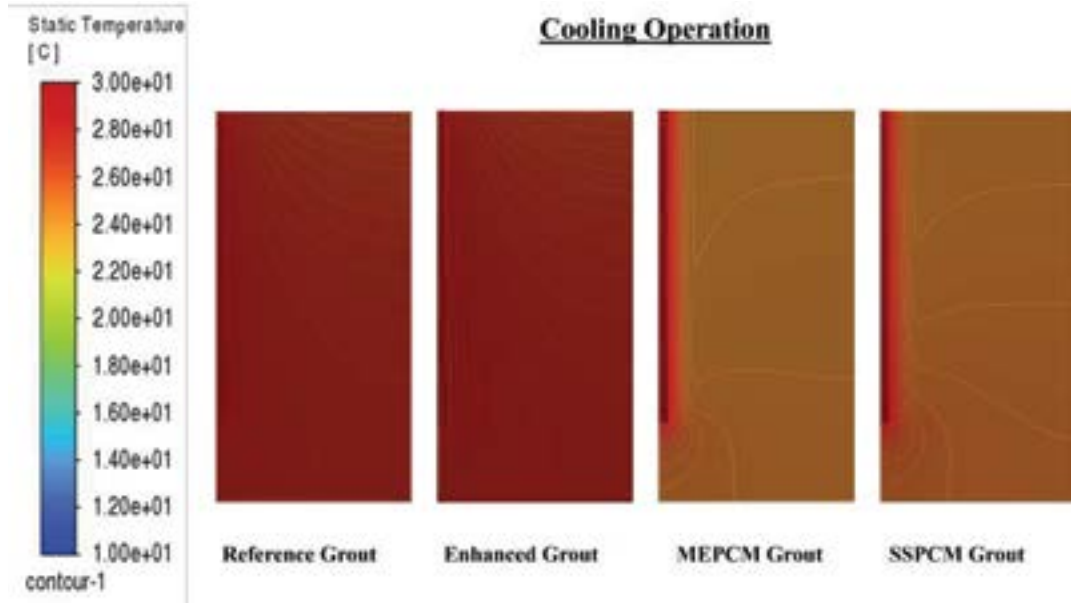 Static Temperature
[ C ]
Cooling Operation
3.00e+01
2.80e+01
2.60e+01
2.40e+01
2.20e+01
2.00e+01
1.80e+01
1.60e+01
1.40e+01
1.20e+01
1.00e+01
contour-1
Reference Grout
Enhanced Grout
MEPCM Grout
SSPCM Grout